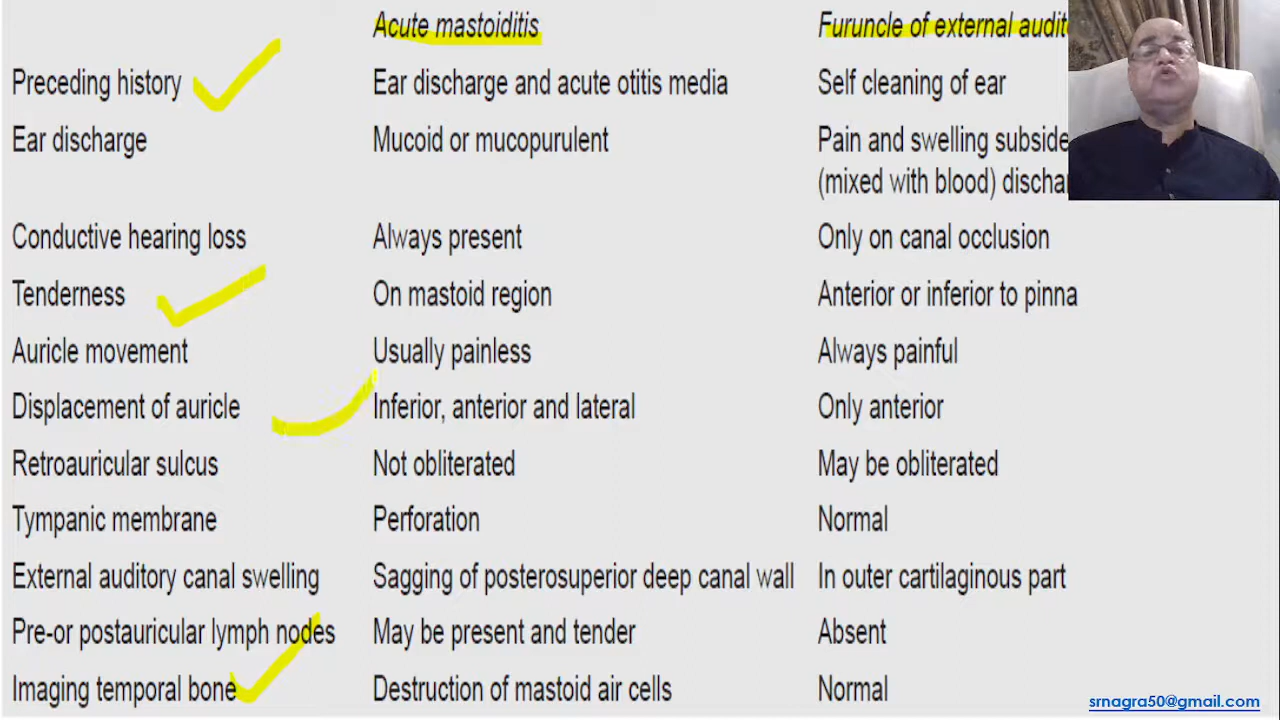 Acute mastoiditis Furuncle of external
Preceding history Ear discharge and acute otitis media Self cleaning of ear
Ear discharge Mucoid or mucopurulent Pain and swelling
(mixed with blood)
Conductive hearing loss Always present Only on canal occlusion
Tenderness On mastoid region Anterior or inferior to pinna
Auricle movement Usually painless Always painful
Displacement of auricle Inferior, anterior and lateral Only anterior
Retroauricular sulcus Not obliterated May be obliterated
Tympanic membrane Perforation Normal
External auditory canal swelling Sagging of posterosuperior deep canal wall In outer cartilaginous part
Pre-or postauricular lymph nodes May be present and tender Absent
Imaging temporal bone Destruction of mastoid air cells Normal
srnagra50@gmail.com